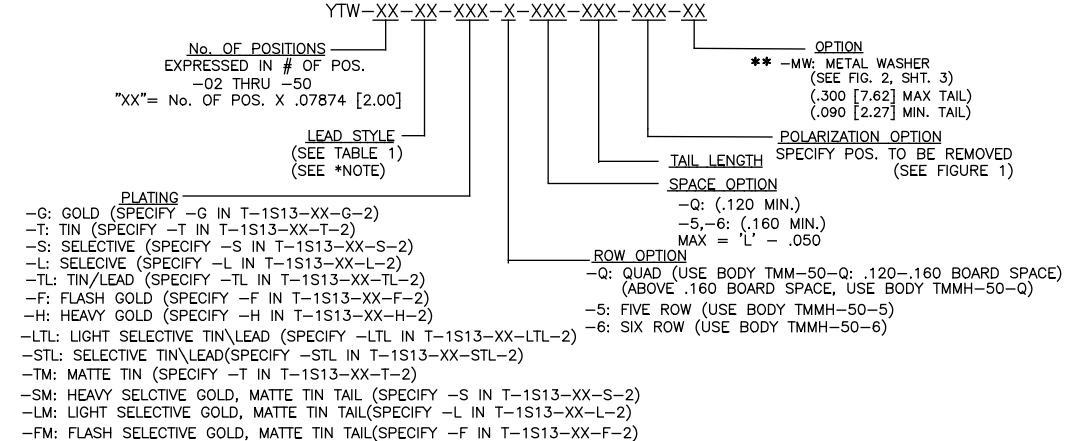 YTW-XX-XX-XXX-X-XXX-XXX-XXX-XX
No. OF POSITIONS
EXPRESSED IN # OF POS.
-02 THRU -50
"XX"= No. OF POS. X .07874 [2.00]
LEAD STYLE
(SEE TABLE 1)
(SEE *NOTE)
PLATING
-G: GOLD (SPECIFY -G IN T-1S13-XX-G-2)
-T: TIN (SPECIFY -T IN T-1S13-XX-T-2)
-S: SELECTIVE (SPECIFY -S IN T-1S13-XX-S-2)
-L: SELECIVE (SPECIFY -L IN T-1S13-XX-L-2)
-TL: TIN/LEAD (SPECIFY -TL IN T-1S13-XX-TL-2)
-F: FLASH GOLD (SPECIFY -F IN T-1S13-XX-F-2)
-H: HEAVY GOLD (SPECIFY -H IN T-1S13-XX-H-2)
-LTL: LIGHT SELECTIVE TIN\LEAD (SPECIFY -LTL IN T-1S13-XX-LTL-2)
-STL: SELECTIVE TIN\LEAD(SPECIFY -STL IN T-1S13-XX-STL-2)
-TM: MATTE TIN (SPECIFY -T IN T-1S13-XX-T-2)
-SM: HEAVY SELCTIVE GOLD, MATTE TIN TAIL (SPECIFY -S IN T-1S13-XX-S-2)
-LM: LIGHT SELECTIVE GOLD, MATTE TIN TAIL(SPECIFY -L IN T-1S13-XX-L-2)
-FM: FLASH SELECTIVE GOLD, MATTE TIN TAIL(SPECIFY -F IN T-1S13-XX-F-2)
OPTION
** -MW: METAL WASHER
(SEE FIG. 2, SHT. 3)
(.300 [7.62] MAX TAIL)
(.090 [2.27] MIN. TAIL)
POLARIZATION OPTION
SPECIFY POS. TO BE REMOVED
(SEE FIGURE 1)
TAIL LENGTH
SPACE OPTION
-Q: (.120 MIN.)
-5,-6: (.160 MIN.)
MAX = 'L' - .050
ROW OPTION
-Q: QUAD (USE BODY TMM-50-Q: .120-.160 BOARD SPACE)
(ABOVE .160 BOARD SPACE, USE BODY TMMH-50-Q)
-5: FIVE ROW (USE BODY TMMH-50-5)
-6: SIX ROW (USE BODY TMMH-50-6)